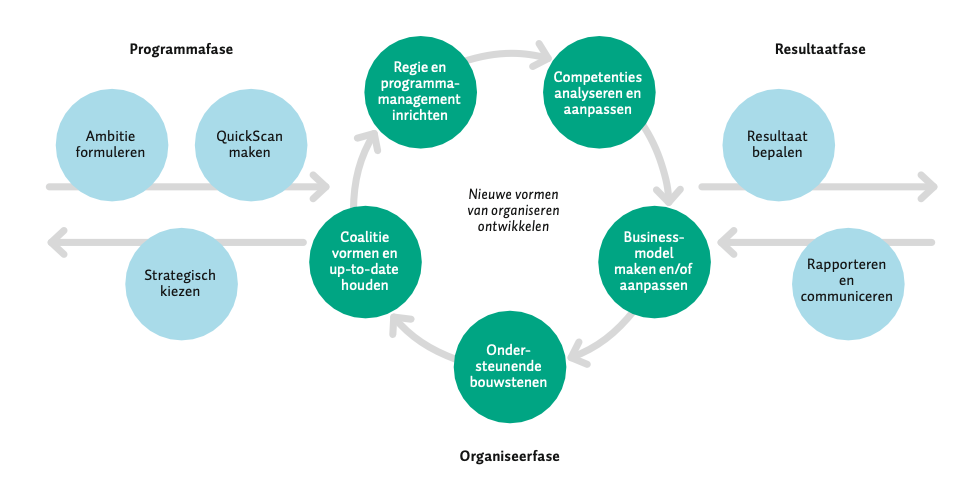 Programmafase
Ambitie
formuleren
QuickScan
maken
Strategisch
kiezen
Regie en
programma-
management
inrichten
Competenties
analyseren en
aanpassen
Nieuwe vormen
van organiseren
ontwikkelen
Coalitie
vormen en
up-to-date
houden
Business-
model
maken en/of
aanpassen
Onder-
steunende
bouwstenen
Organiseerfase
Resultaatfase
Resultaat
bepalen
Rapporteren
en
communiceren